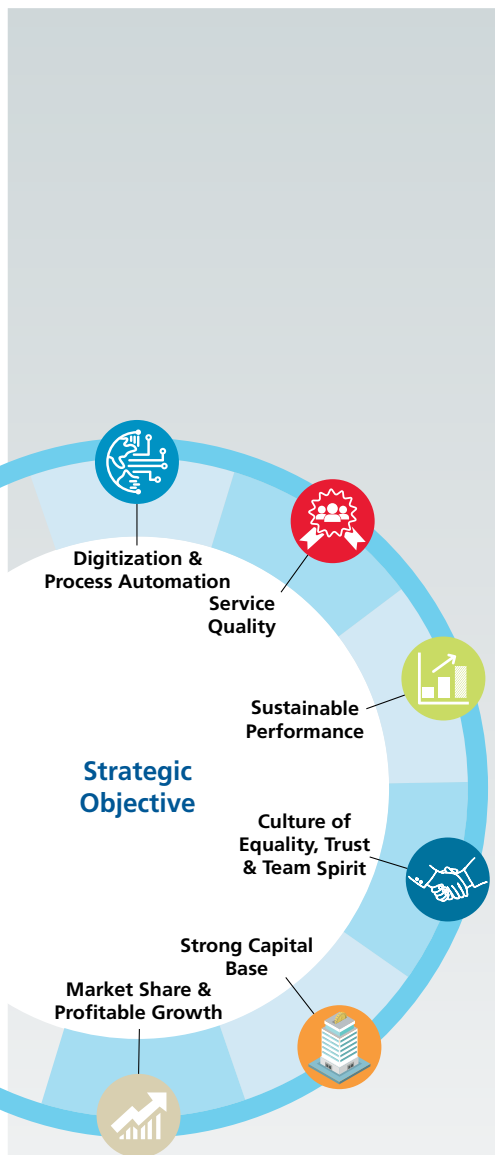 Digitization &
Process Automation
Service
Quality
Sustainable
Performance
Strategic
Objective
Culture of
Equality, Trust
& Team Spirit
Strong Capital
Base
Market Share &
Profitable Growth